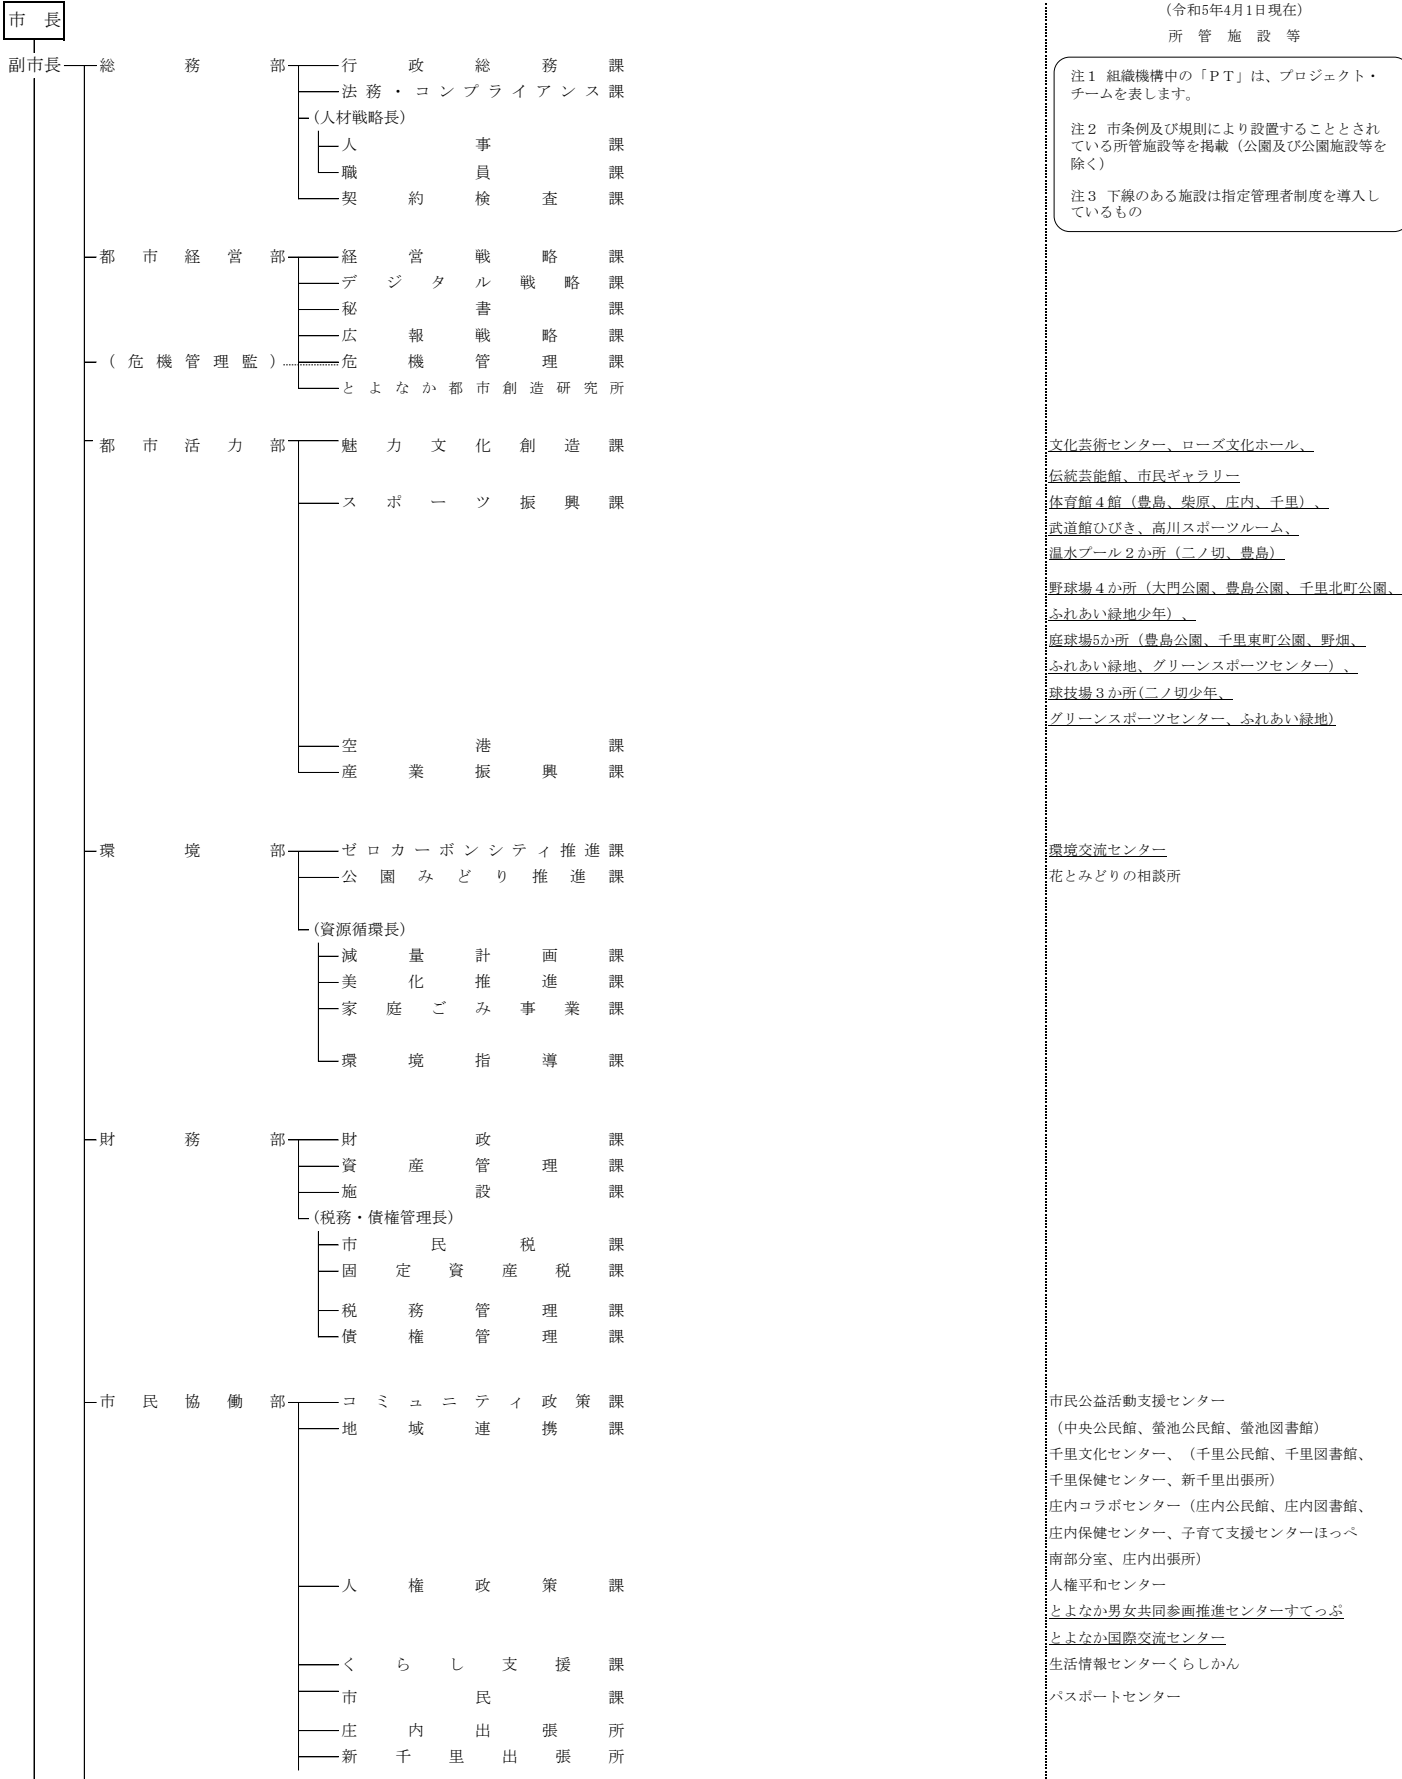 市長
(令和5年4月1日現在)
所管施設等
副市長 総務部 行政総務課
注１ 組織機構中の「ＰＴ」は、プロジェクト・
チームを表します。
法務・コンプライアンス課
(人材戦略長)
注２ 市条例及び規則により設置することとされ
ている所管施設等を掲載（公園及び公園施設等を
除く）
人事課
職員課
契約検査課
注３ 下線のある施設は指定管理者制度を導入し
ているもの
都市経営部 経営戦略課
デジタル戦略課
秘書課
広報戦略課
(危機管理監) 危機管理課
とよなか都市創造研究所
都市活力部 魅力文化創造課 文化芸術センター、ローズ文化ホール、
伝統芸能館、市民ギャラリー
スポーツ振興課 体育館４館（豊島、柴原、庄内、千里）、
武道館ひびき、高川スポーツルーム、
温水プール２か所（二ノ切、豊島）
野球場４か所（大門公園、豊島公園、千里北町公園、
ふれあい緑地少年）、
庭球場5か所（豊島公園、千里東町公園、野畑、
ふれあい緑地、グリーンスポーツセンター）、
球技場３か所(二ノ切少年、
グリーンスポーツセンター、ふれあい緑地)
空港課
産業振興課
環境部 ゼロカーボンシティ推進課 環境交流センター
公園みどり推進課 花とみどりの相談所
(資源循環長)
減量計画課
美化推進課
家庭ごみ事業課
環境指導課
財務部 財政課
資産管理課
施設課
(税務・債権管理長)
市民税課
固定資産税課
税務管理課
債権管理課
市民協働部 コミュニティ政策課 市民公益活動支援センター
地域連携課 （中央公民館、螢池公民館、螢池図書館）
千里文化センター、（千里公民館、千里図書館、
千里保健センター、新千里出張所）
庄内コラボセンター（庄内公民館、庄内図書館、
庄内保健センター、子育て支援センターほっぺ
南部分室、庄内出張所）
人権政策課 人権平和センター
とよなか男女共同参画推進センターすてっぷ
とよなか国際交流センター
くらし支援課 生活情報センターくらしかん
市民課 パスポートセンター
庄内出張所
新千里出張所